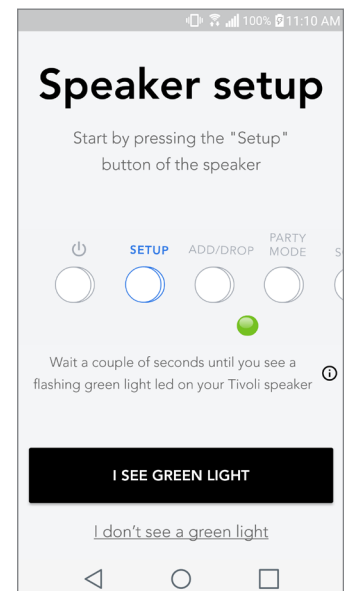 100% 11:10 AM
Speaker setup
Start by pressing the "Setup"
button of the speaker
SETUP
ADD/DROP
PARTY
MODE
S
Wait a couple of seconds until you see a
flashing green light led on your Tivoli speaker
I SEE GREEN LIGHT
I don't see a green light